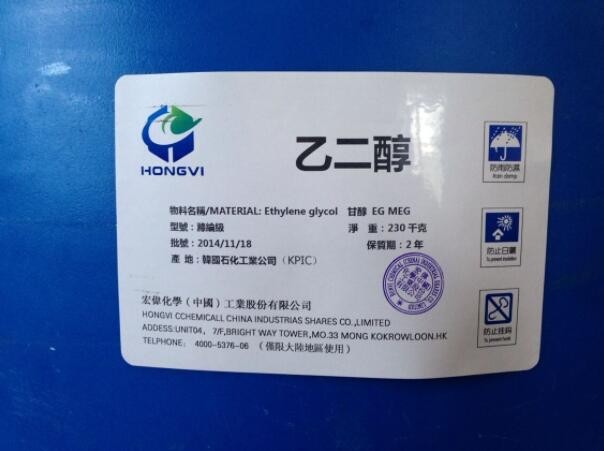 HONGVI
乙二醇
物料名稱/MATERIAL: Ethylene glycol 甘醇 EG MEG
型號：滌綸級 淨 重：230 千克
批號：2014/11/18 保質期：2 年
產 地：韓國石化工業公司（KPIC）
宏偉化學（中國）工業股份有限公司
HONGVI CCHEMICALL CHINA INDUSTRIAS SHARES CO.,LIMITED
ADDESS:UNIT04, 7/F,BRIGHT WAY TOWER,MO.33 MONG KOKROWLOON.HK
TELPHONE: 4000-5376-06 （僅限大陸地區使用）
防雨防濕
Rain damp
防止日曬
防止挂鈎